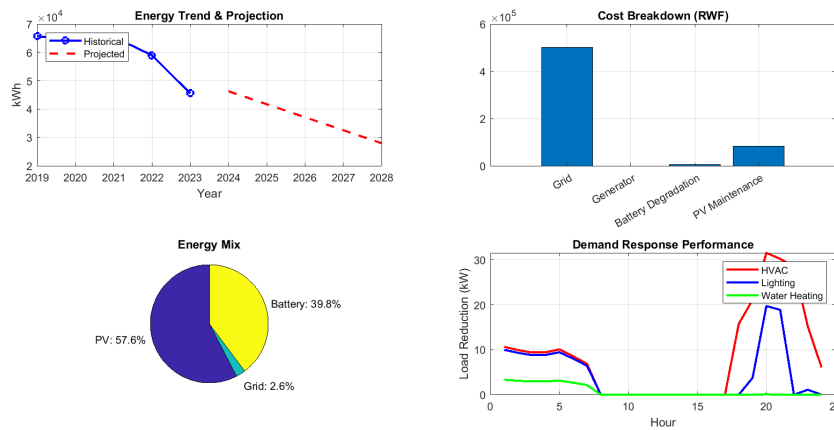 Energy Trend & Projection
7 ×10⁴
6
5
4
3
2
kWh
Historical
Projected
2019 2020 2021 2022 2023 2024 2025 2026 2027 2028
Year
Cost Breakdown (RWF)
6 ×10⁵
4
2
0
Grid
Generator
Battery Degradation
PV Maintenance
Energy Mix
Battery: 39.8%
PV: 57.6%
Grid: 2.6%
Demand Response Performance
30
20
10
0
Load Reduction (kW)
HVAC
Lighting
Water Heating
0 5 10 15 20
Hour